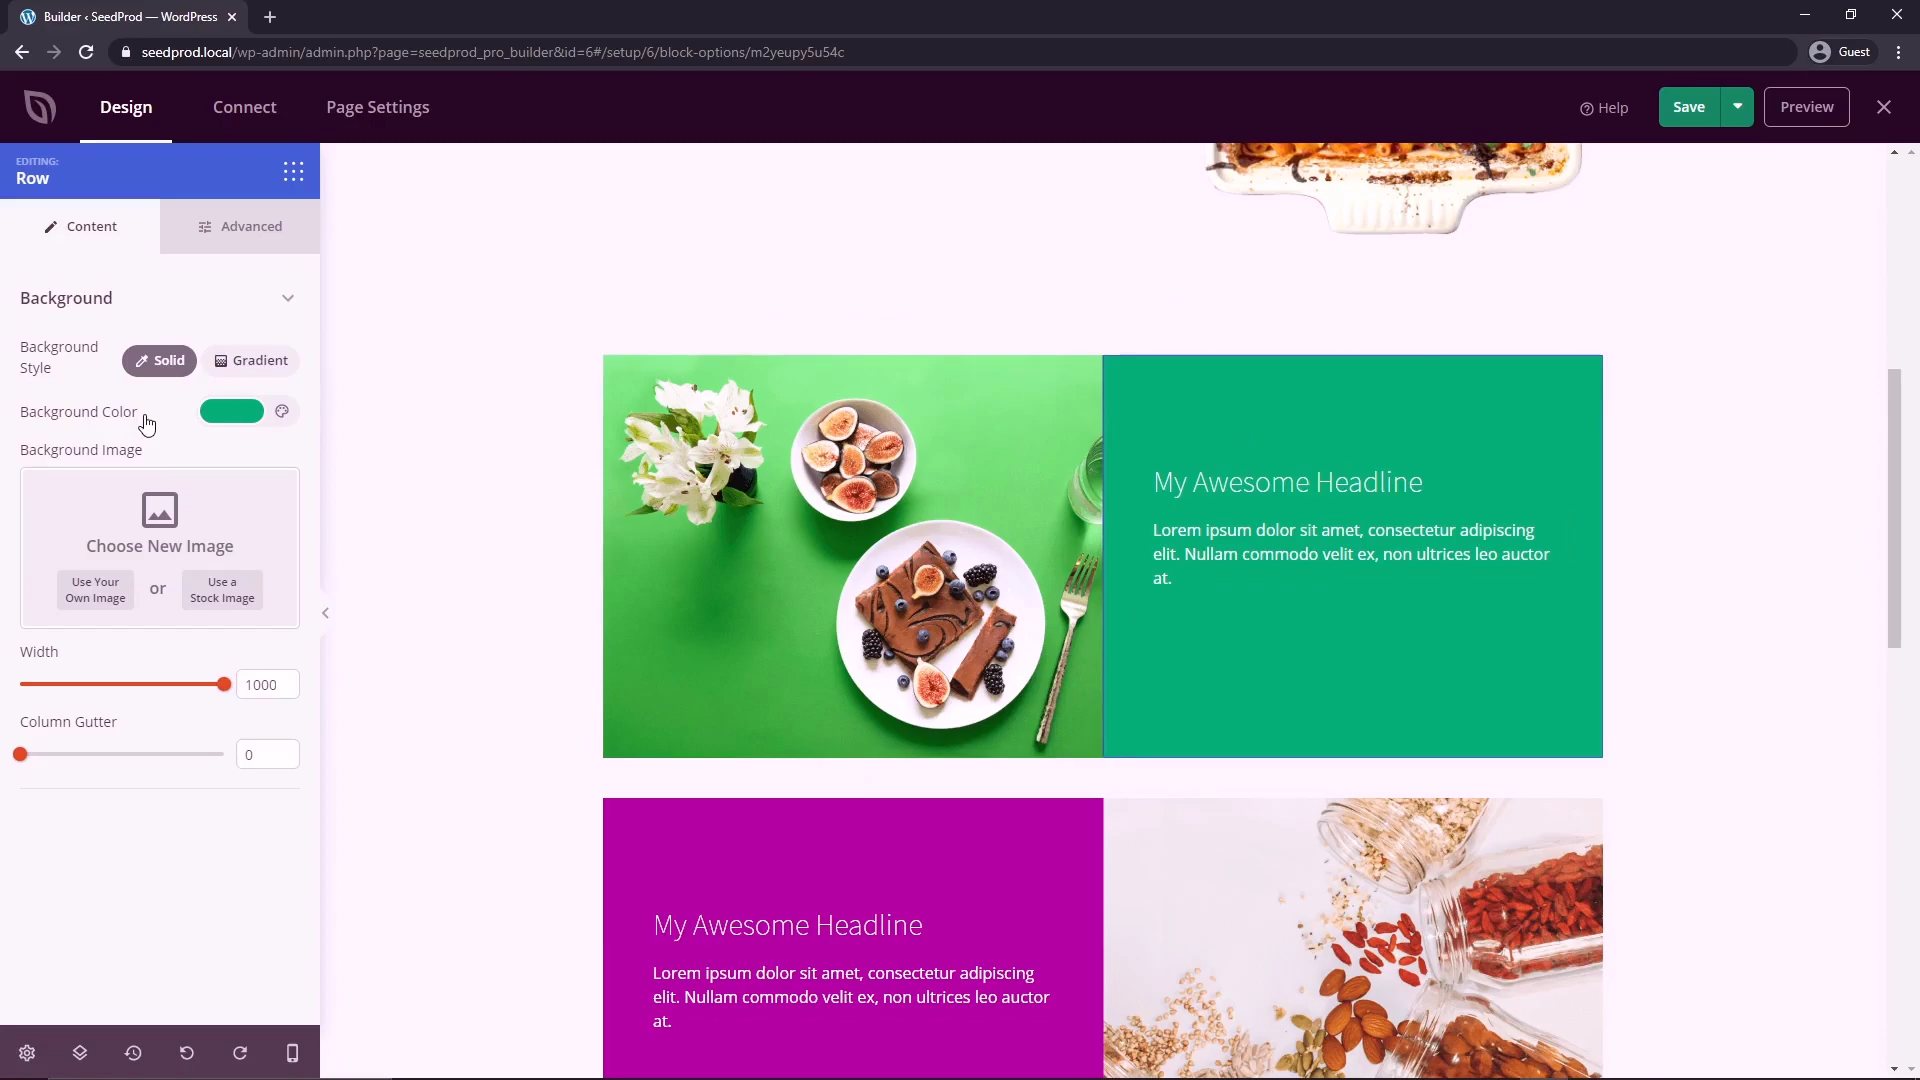 Builder ‹ SeedProd — WordPress
seedprod.local/wp-admin/admin.php?page=seedprod_pro_builder&id=6#/setup/6/block-options/m2yeupy5u54c
Guest
Design
Connect
Page Settings
Help
Save
Preview
EDITING:
Row
Content
Advanced
Background
Background
Style
Solid
Gradient
Background Color
Background Image
Choose New Image
Use Your
Own Image
or
Use a
Stock Image
Width
1000
Column Gutter
0
My Awesome Headline
Lorem ipsum dolor sit amet, consectetur adipiscing
elit. Nullam commodo velit ex, non ultrices leo auctor
at.
My Awesome Headline
Lorem ipsum dolor sit amet, consectetur adipiscing
elit. Nullam commodo velit ex, non ultrices leo auctor
at.